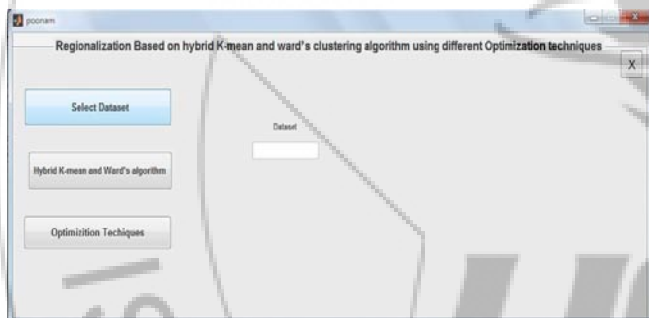 poonam
Regionalization Based on hybrid K-mean and ward's clustering algorithm using different Optimization techniques
X
Select Dataset
Dataset
Hybrid K-mean and Ward's algorithm
Optimizition Techiques